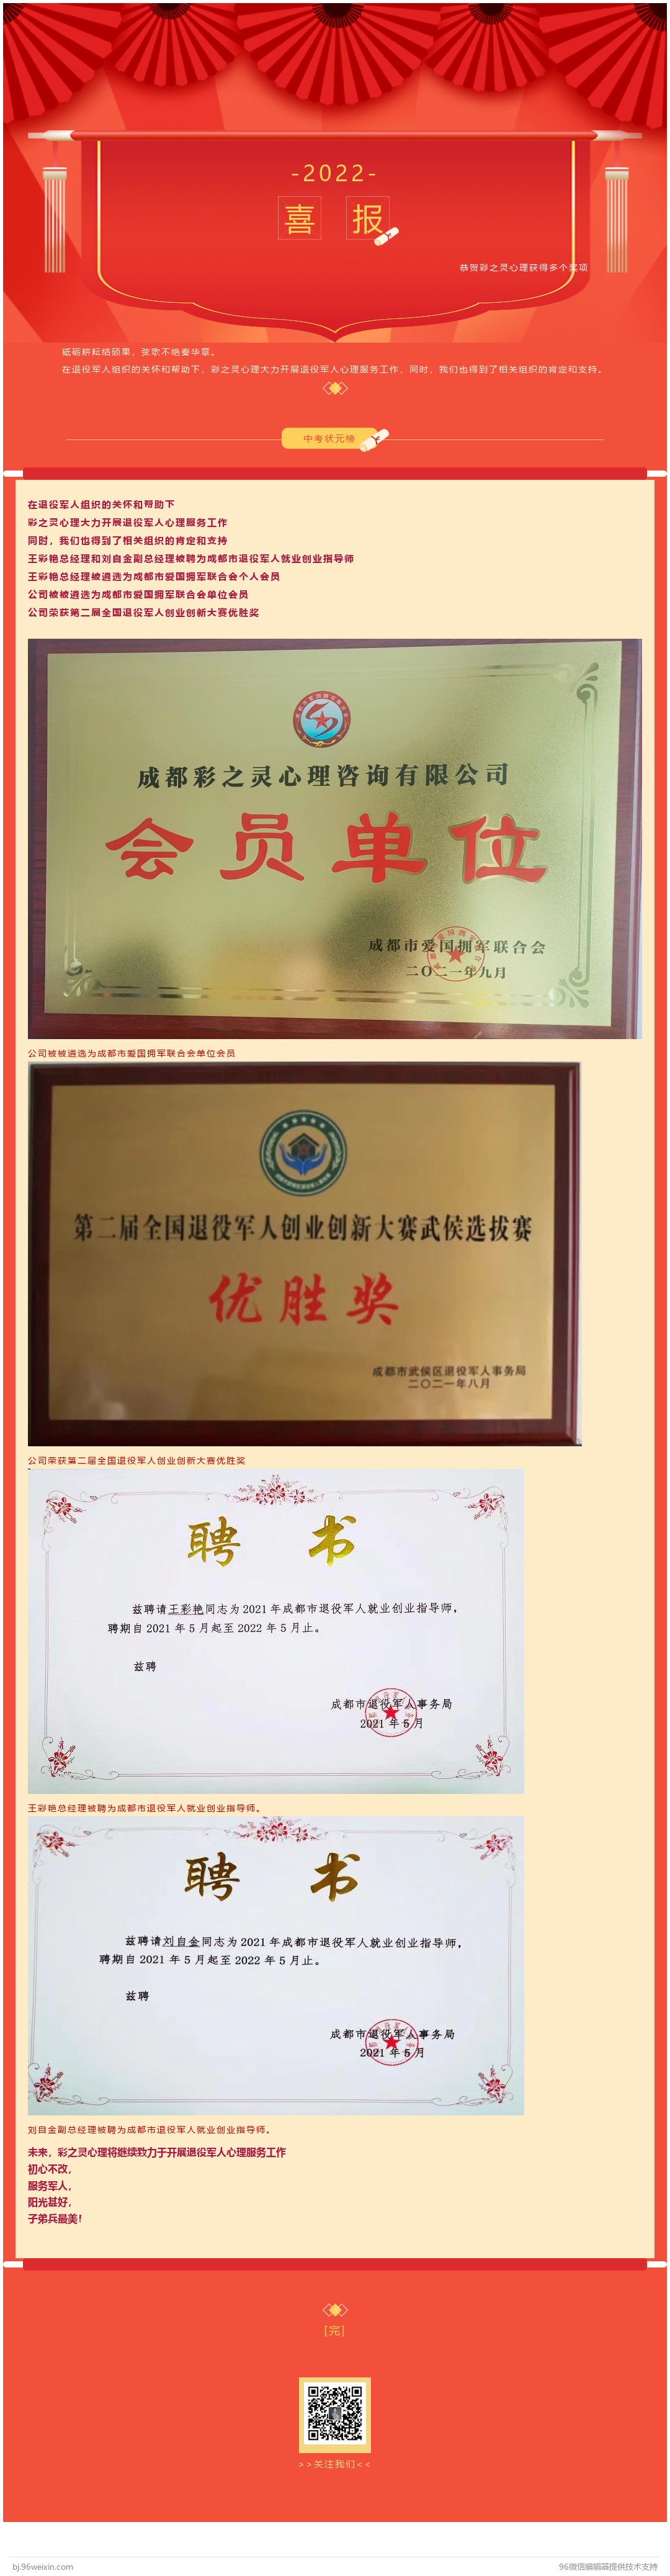 -2022-
喜 报
恭贺彩之灵心理获得多个奖项
砥砺耕耘结硕果，弦歌不绝奏华章。
在退役军人组织的关怀和帮助下，彩之灵心理大力开展退役军人心理服务工作，同时，我们也得到了相关组织的肯定和支持。
中考状元榜
在退役军人组织的关怀和帮助下
彩之灵心理大力开展退役军人心理服务工作
同时，我们也得到了相关组织的肯定和支持
王彩艳总经理和刘自金副总经理被聘为成都市退役军人就业创业指导师
王彩艳总经理被遴选为成都市爱国拥军联合会个人会员
公司被被遴选为成都市爱国拥军联合会单位会员
公司荣获第二届全国退役军人创业创新大赛优胜奖
成都彩之灵心理咨询有限公司
会员单位
成都市爱国拥军联合会
二〇二一年九月
公司被被遴选为成都市爱国拥军联合会单位会员
第二届全国退役军人创业创新大赛武侯选拔赛
优胜奖
成都市武侯区退役军人事务局
二〇二一年八月
公司荣获第二届全国退役军人创业创新大赛优胜奖
聘 书
兹聘请王彩艳同志为2021年成都市退役军人就业创业指导师，
聘期自2021年5月起至2022年5月止。
兹聘
成都市退役军人事务局
2021年5月
王彩艳总经理被聘为成都市退役军人就业创业指导师。
聘 书
兹聘请刘自金同志为2021年成都市退役军人就业创业指导师，
聘期自2021年5月起至2022年5月止。
兹聘
成都市退役军人事务局
2021年5月
刘自金副总经理被聘为成都市退役军人就业创业指导师。
未来，彩之灵心理将继续致力于开展退役军人心理服务工作
初心不改，
服务军人，
阳光甚好，
子弟兵最美！
[完]
>>关注我们<<
bj.96weixin.com
96微信编辑器提供技术支持